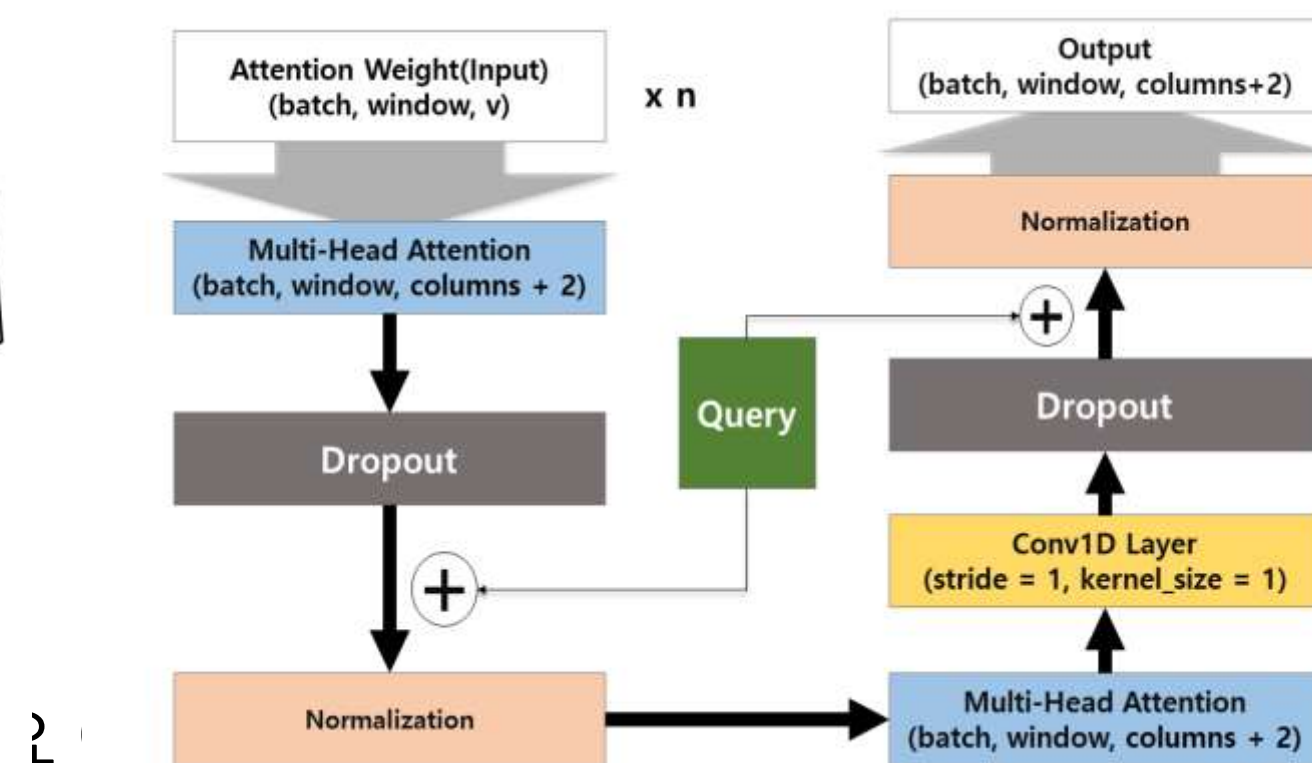 Attention Weight(Input)
(batch, window, v)
x n
Multi-Head Attention
(batch, window, columns + 2)
Dropout
+
Normalization
Query
Output
(batch, window, columns+2)
Normalization
+
Dropout
Conv1D Layer
(stride = 1, kernel_size = 1)
Multi-Head Attention
(batch, window, columns + 2)